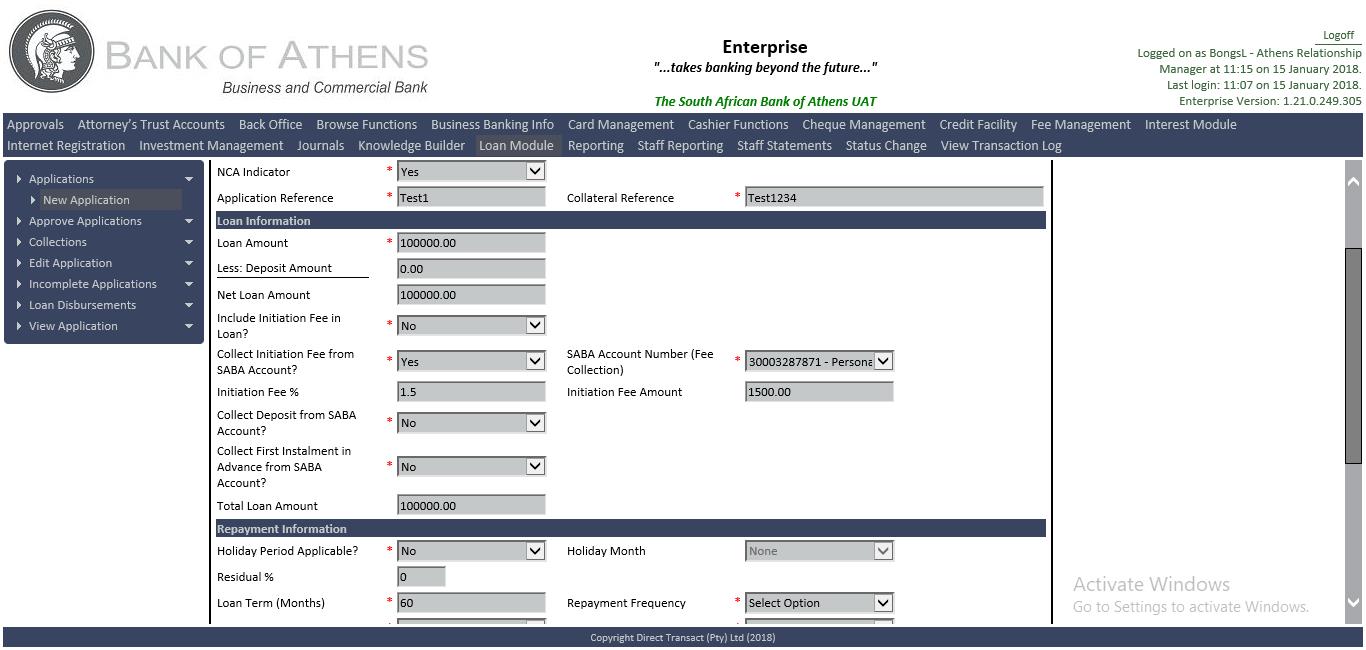 BANK OF ATHENS
Business and Commercial Bank
Enterprise
"...takes banking beyond the future..."
The South African Bank of Athens UAT
Logoff
Logged on as BongsL - Athens Relationship
Manager at 11:15 on 15 January 2018.
Last login: 11:07 on 15 January 2018.
Enterprise Version: 1.21.0.249.305
Approvals Attorney's Trust Accounts Back Office Browse Functions Business Banking Info Card Management Cashier Functions Cheque Management Credit Facility Fee Management Interest Module
Internet Registration Investment Management Journals Knowledge Builder Loan Module Reporting Staff Reporting Staff Statements Status Change View Transaction Log
Applications
New Application
Approve Applications
Collections
Edit Application
Incomplete Applications
Loan Disbursements
View Application
NCA Indicator * Yes
Application Reference * Test1 Collateral Reference * Test1234
Loan Information
Loan Amount * 100000.00
Less: Deposit Amount 0.00
Net Loan Amount 100000.00
Include Initiation Fee in
Loan? * No
Collect Initiation Fee from
SABA Account? * Yes
SABA Account Number (Fee
Collection) * 30003287871 - Persona
Initiation Fee % 1.5 Initiation Fee Amount 1500.00
Collect Deposit from SABA
Account? * No
Collect First Instalment in
Advance from SABA
Account? * No
Total Loan Amount 100000.00
Repayment Information
Holiday Period Applicable? * No Holiday Month None
Residual % 0
Loan Term (Months) * 60 Repayment Frequency * Select Option
Activate Windows
Go to Settings to activate Windows.
Copyright Direct Transact (Pty) Ltd (2018)